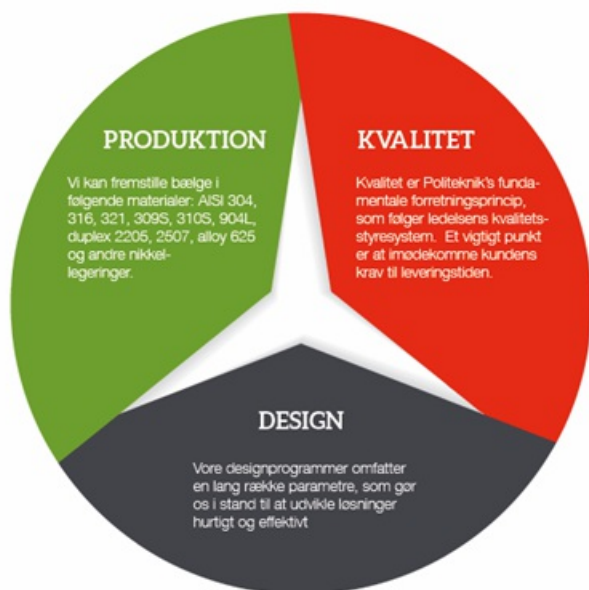 PRODUKTION
Vi kan fremstille bælge i
følgende materialer: AISI 304,
316, 321, 309S, 310S, 904L,
duplex 2205, 2507, alloy 625
og andre nikkel-
legeringer.
KVALITET
Kvalitet er Politeknik's funda-
mentale forretningsprincip,
som følger ledelsens kvalitets-
styresystem. Et vigtigt punkt
er at imødekomme kundens
krav til leveringstiden.
DESIGN
Vore designprogrammer omfatter
en lang række parametre, som gør
os i stand til at udvikle løsninger
hurtigt og effektivt